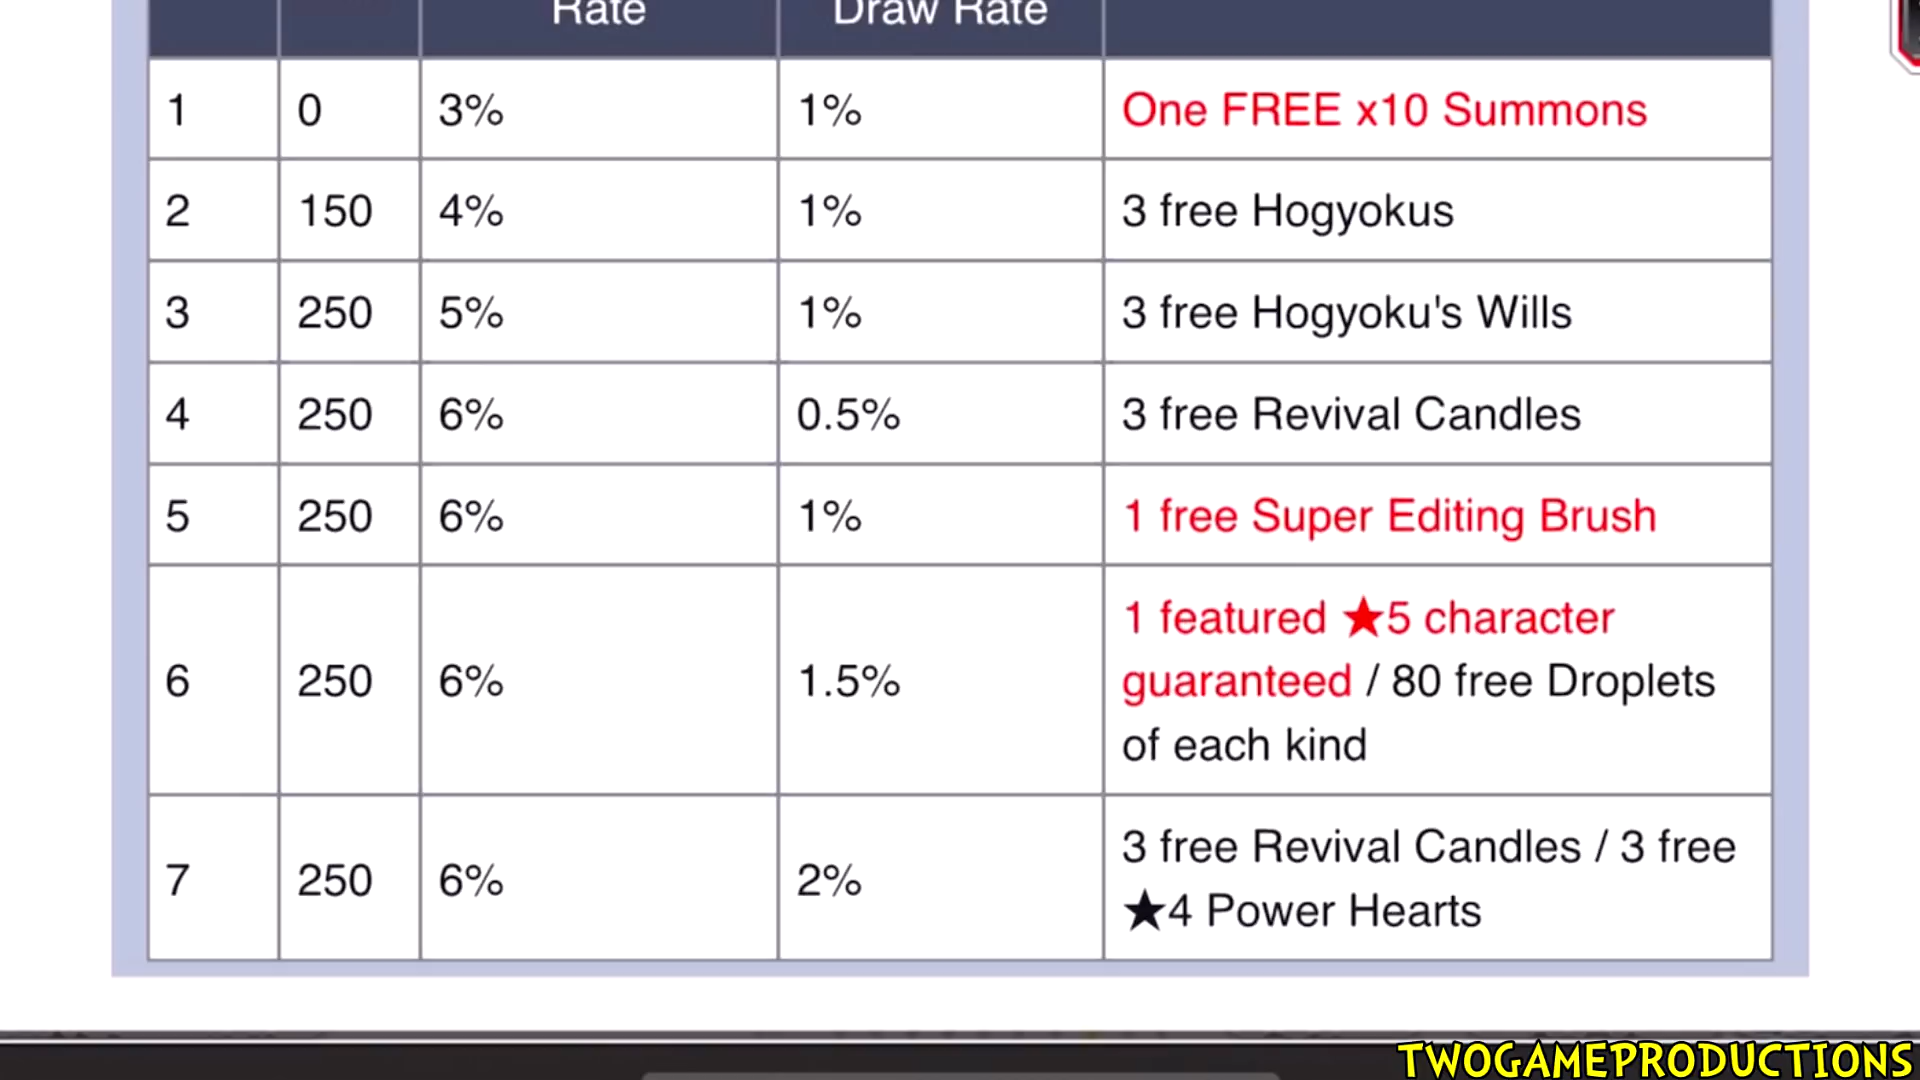 Rate Draw Rate
1 0 3% 1% One FREE x10 Summons
2 150 4% 1% 3 free Hogyokus
3 250 5% 1% 3 free Hogyoku's Wills
4 250 6% 0.5% 3 free Revival Candles
5 250 6% 1% 1 free Super Editing Brush
1 featured ★5 character
6 250 6% 1.5% guaranteed / 80 free Droplets
of each kind
3 free Revival Candles / 3 free
7 250 6% 2%
★4 Power Hearts
TWOGAMEPRODUCTIONS